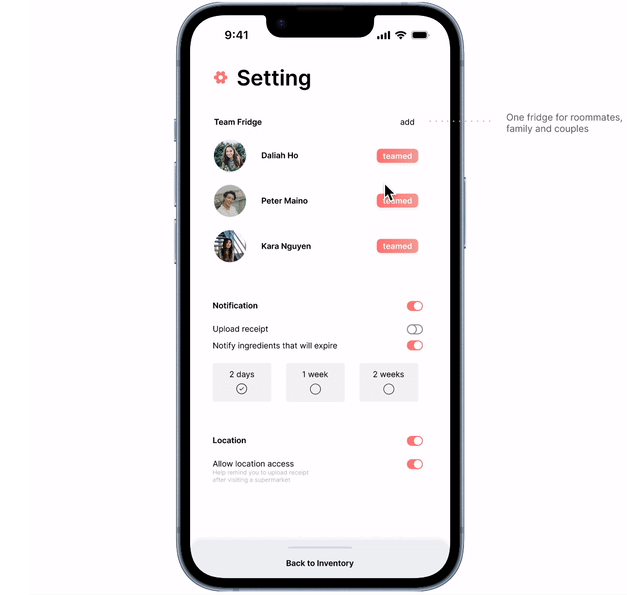 9:41
Setting
Team Fridge
add
One fridge for roommates,
family and couples
Daliah Ho
teamed
Peter Maino
teamed
Kara Nguyen
teamed
Notification
Upload receipt
Notify ingredients that will expire
2 days
1 week
2 weeks
Location
Allow location access
Help remind you to upload receipt
after visiting a supermarket
Back to Inventory